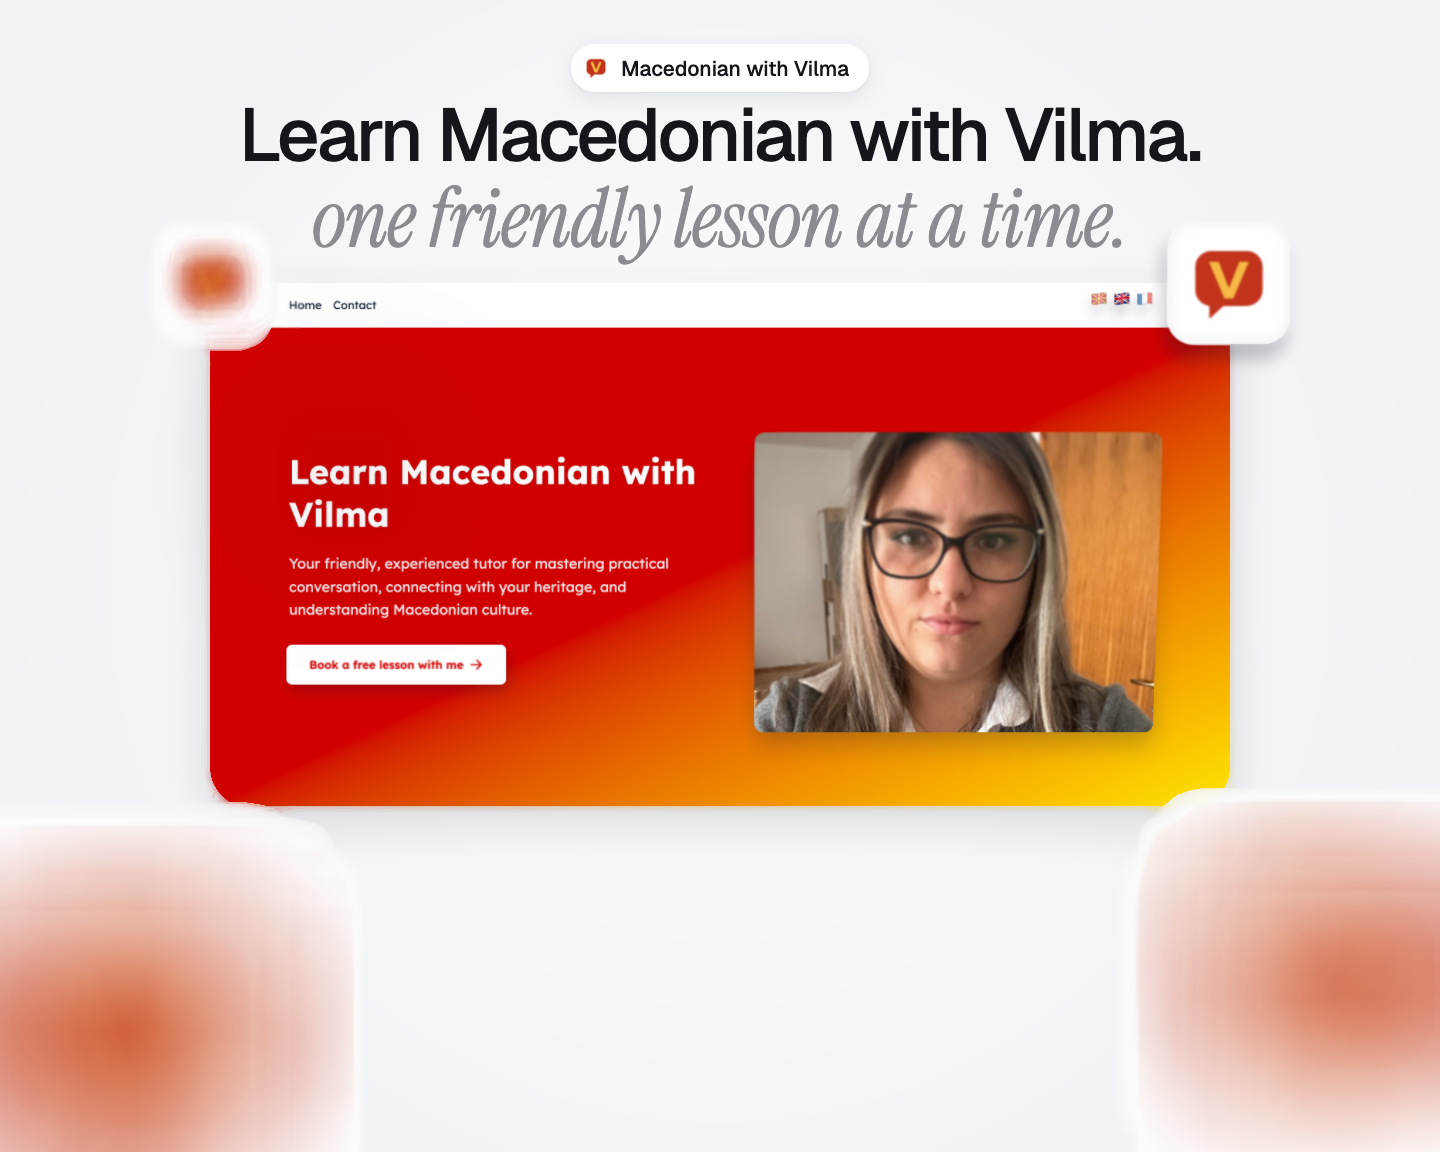 Macedonian with Vilma
Learn Macedonian with Vilma.
one friendly lesson at a time.
V
Home Contact
Learn Macedonian with
Vilma
Your friendly, experienced tutor for mastering practical
conversation, connecting with your heritage, and
understanding Macedonian culture.
Book a free lesson with me →